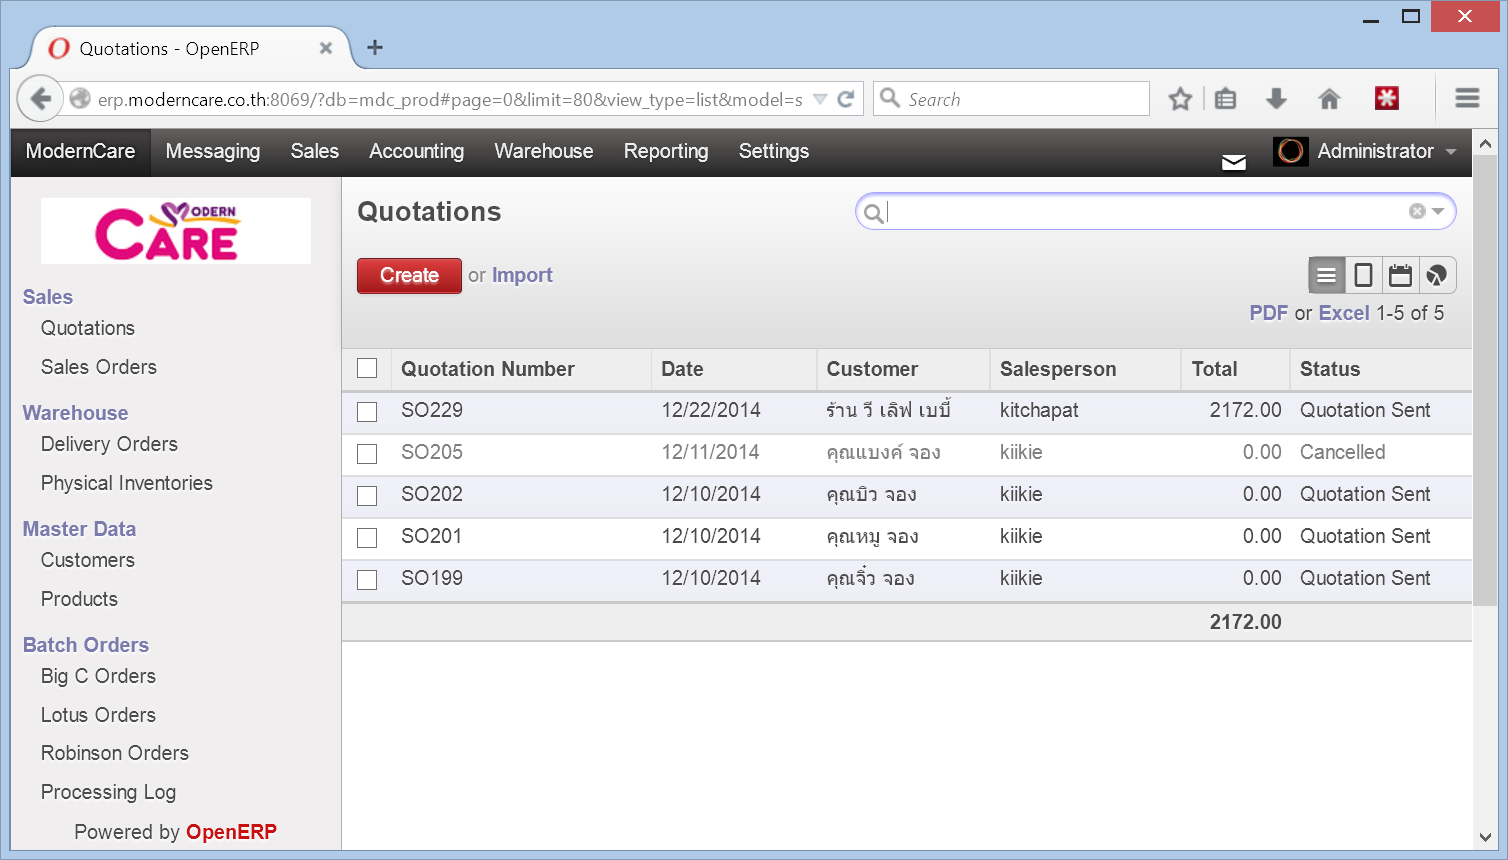 Quotations - OpenERP
erp.moderncare.co.th:8069/?db=mdc_prod#page=0&limit=80&view_type=list&model=s
Search
ModernCare Messaging Sales Accounting Warehouse Reporting Settings Administrator
MODERN
CARE
Quotations
Create or Import
PDF or Excel 1-5 of 5
Sales
Quotations
Sales Orders
Warehouse
Delivery Orders
Physical Inventories
Master Data
Customers
Products
Batch Orders
Big C Orders
Lotus Orders
Robinson Orders
Processing Log
Powered by OpenERP
Quotation Number Date Customer Salesperson Total Status
SO229 12/22/2014 ร้าน วี เลิฟ เบบี้ kitchapat 2172.00 Quotation Sent
SO205 12/11/2014 คุณแบงค์ จอง kiikie 0.00 Cancelled
SO202 12/10/2014 คุณบิว จอง kiikie 0.00 Quotation Sent
SO201 12/10/2014 คุณหมู จอง kiikie 0.00 Quotation Sent
SO199 12/10/2014 คุณจิ๋ว จอง kiikie 0.00 Quotation Sent
2172.00